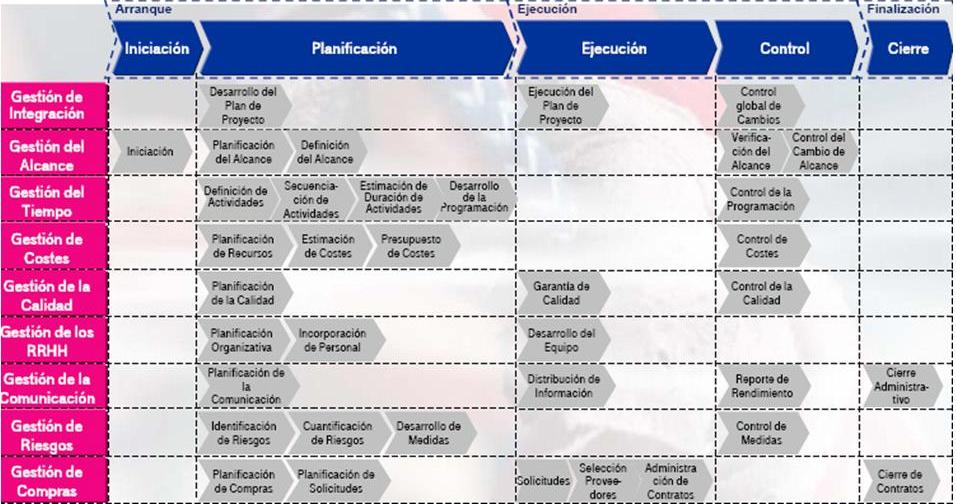 Arranque
Ejecución
Finalización
Iniciación
Planificación
Ejecución
Control
Cierre
Gestión de
Integración
Desarrollo del
Plan de
Proyecto
Ejecución del
Plan de
Proyecto
Control
global de
Cambios
Gestión del
Alcance
Iniciación
Planificación
del Alcance
Definición
del Alcance
Verifica-
ción del
Alcance
Control del
Cambio de
Alcance
Gestión del
Tiempo
Definición de
Actividades
Secuencia-
ción de
Actividades
Estimación de
Duración de
Actividades
Desarrollo
de la
Programación
Control de la
Programación
Gestión de
Costes
Planificación
de Recursos
Estimación
de Costes
Presupuesto
de Costes
Control de
Costes
Gestión de la
Calidad
Planificación
de la Calidad
Garantía de
Calidad
Control de la
Calidad
Gestión de los
RRHH
Planificación
Organizativa
Incorporación
de Personal
Desarrollo del
Equipo
Gestión de la
Comunicación
Planificación de
la
Comunicación
Distribución de
Información
Reporte de
Rendimiento
Cierre
Administra-
tivo
Gestión de
Riesgos
Identificación
de Riesgos
Cuantificación
de Riesgos
Desarrollo de
Medidas
Control de
Medidas
Gestión de
Compras
Planificación
de Compras
Planificación de
Solicitudes
Solicitudes
Selección
Provee-
dores
Administra
ción de
Contratos
Cierre de
Contratos